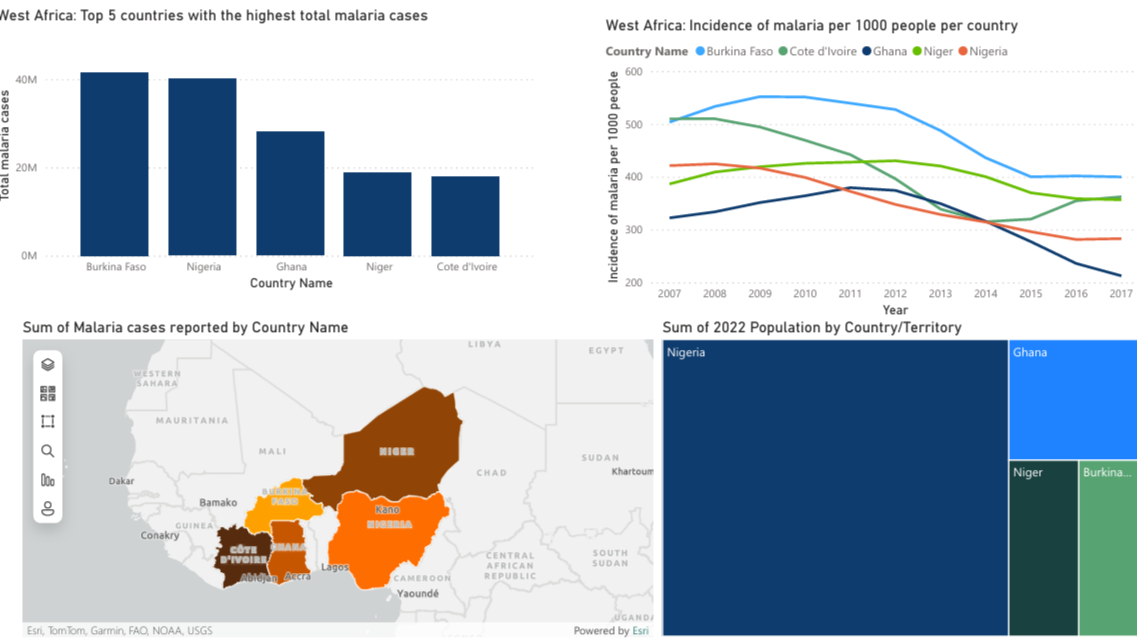 West Africa: Top 5 countries with the highest total malaria cases
Total malaria cases
40M
20M
0M
Burkina Faso Nigeria Ghana Niger Cote d'Ivoire
Country Name
West Africa: Incidence of malaria per 1000 people per country
Country Name Burkina Faso Cote d'Ivoire Ghana Niger Nigeria
Incidence of malaria per 1000 people
600
500
400
300
200
2007 2008 2009 2010 2011 2012 2013 2014 2015 2016 2017
Year
Sum of Malaria cases reported by Country Name
LIBYA
EGYPT
WESTERN
SAHARA
MAURITANIA
MALI
NIGER
CHAD
SUDAN
Khartoum
Dakar
Bamako
BURKINA
FASO
Kano
NIGERIA
GUINEA
Conakry
CÔTE
D'IVOIRE
GHANA
Abidjan
Accra
Lagos
CENTRAL
AFRICAN
REPUBLIC
SOUTH
SUDAN
CAMEROON
Yaoundé
UGANDA
Esri, TomTom, Garmin, FAO, NOAA, USGS
Powered by Esri
Sum of 2022 Population by Country/Territory
Nigeria
Ghana
Niger
Burkina...